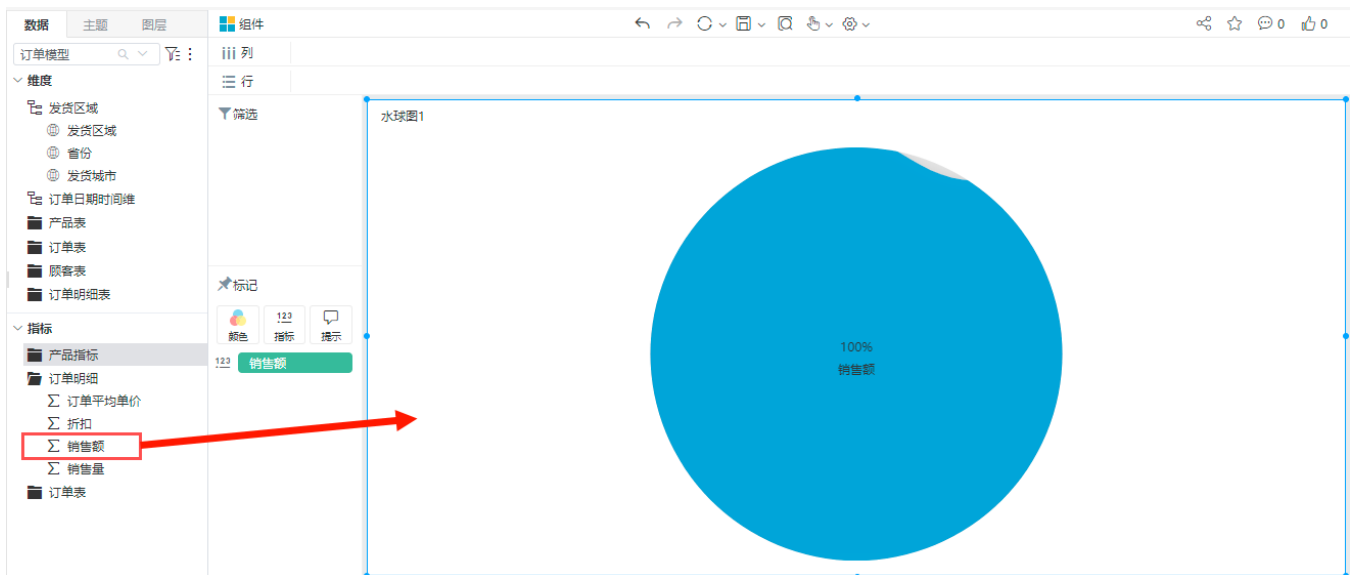 数据 主题 图层 组件 0 0
订单模型 列
维度 行
发货区域 筛选 水球图1
发货区域
省份
发货城市
订单日期时间维
产品表
订单表
顾客表
订单明细表 标记
指标 颜色 123 指标 提示
产品指标 123 销售额 100%
订单明细 销售额
订单平均单价
折扣
销售额
销售量
订单表